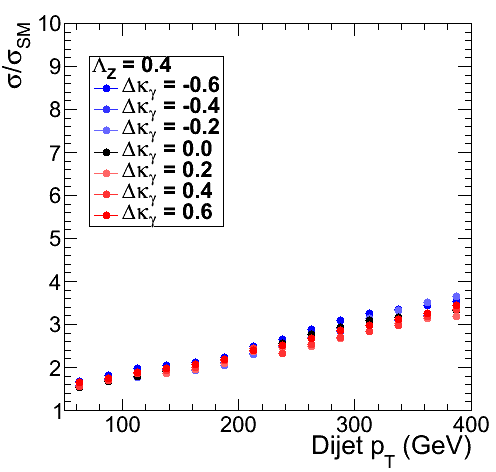 σ/σSM
10
9
8
7
6
5
4
3
2
1
ΛZ = 0.4
Δκγ = -0.6
Δκγ = -0.4
Δκγ = -0.2
Δκγ = 0.0
Δκγ = 0.2
Δκγ = 0.4
Δκγ = 0.6
100 200 300 400
Dijet pT (GeV)